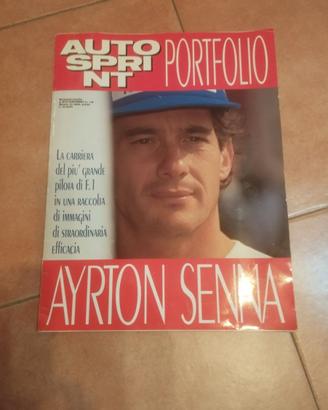 AUTO
SPRI
NT
PORTFOLIO
LA CARRIERA
DEL PIU' GRANDE
PILOTA DI F.1
IN UNA RACCOLTA
DI IMMAGINI
DI STRAORDINARIA
EFFICACIA
AYRTON SENNA